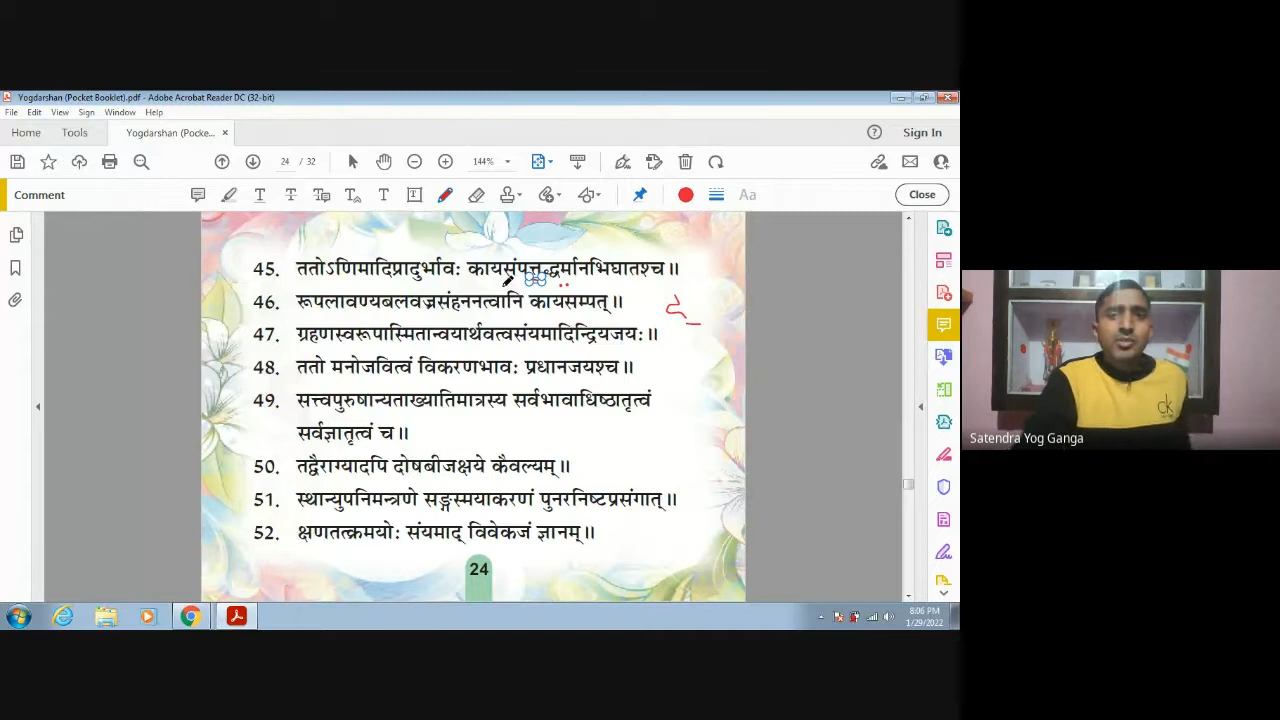 Yogdarshan (Pocket Booklet).pdf - Adobe Acrobat Reader DC (32-bit)
File Edit View Sign Window Help
Home Tools Yogdarshan (Pocke... × Sign In
24 / 32 144%
Comment Close
45. ततोऽणिमादिप्रादुर्भावः कायसंपत्तद्धर्मानभिघातश्च॥
46. रूपलावण्यबलवज्रसंहननत्वानि कायसम्पत्॥
47. ग्रहणस्वरूपास्मितान्वयार्थवत्वसंयमादिन्द्रियजयः॥
48. ततो मनोजवित्वं विकरणभावः प्रधानजयश्च॥
49. सत्त्वपुरुषान्यताख्यातिमात्रस्य सर्वभावाधिष्ठातृत्वं
सर्वज्ञातृत्वं च॥
50. तद्वैराग्यादपि दोषबीजक्षये कैवल्यम्॥
51. स्थान्युपनिमन्त्रणे सङ्गस्मयाकरणं पुनरनिष्टप्रसंगात्॥
52. क्षणतत्क्रमयोः संयमाद् विवेकजं ज्ञानम्॥
24
8:06 PM
1/29/2022
ck
Satendra Yog Ganga